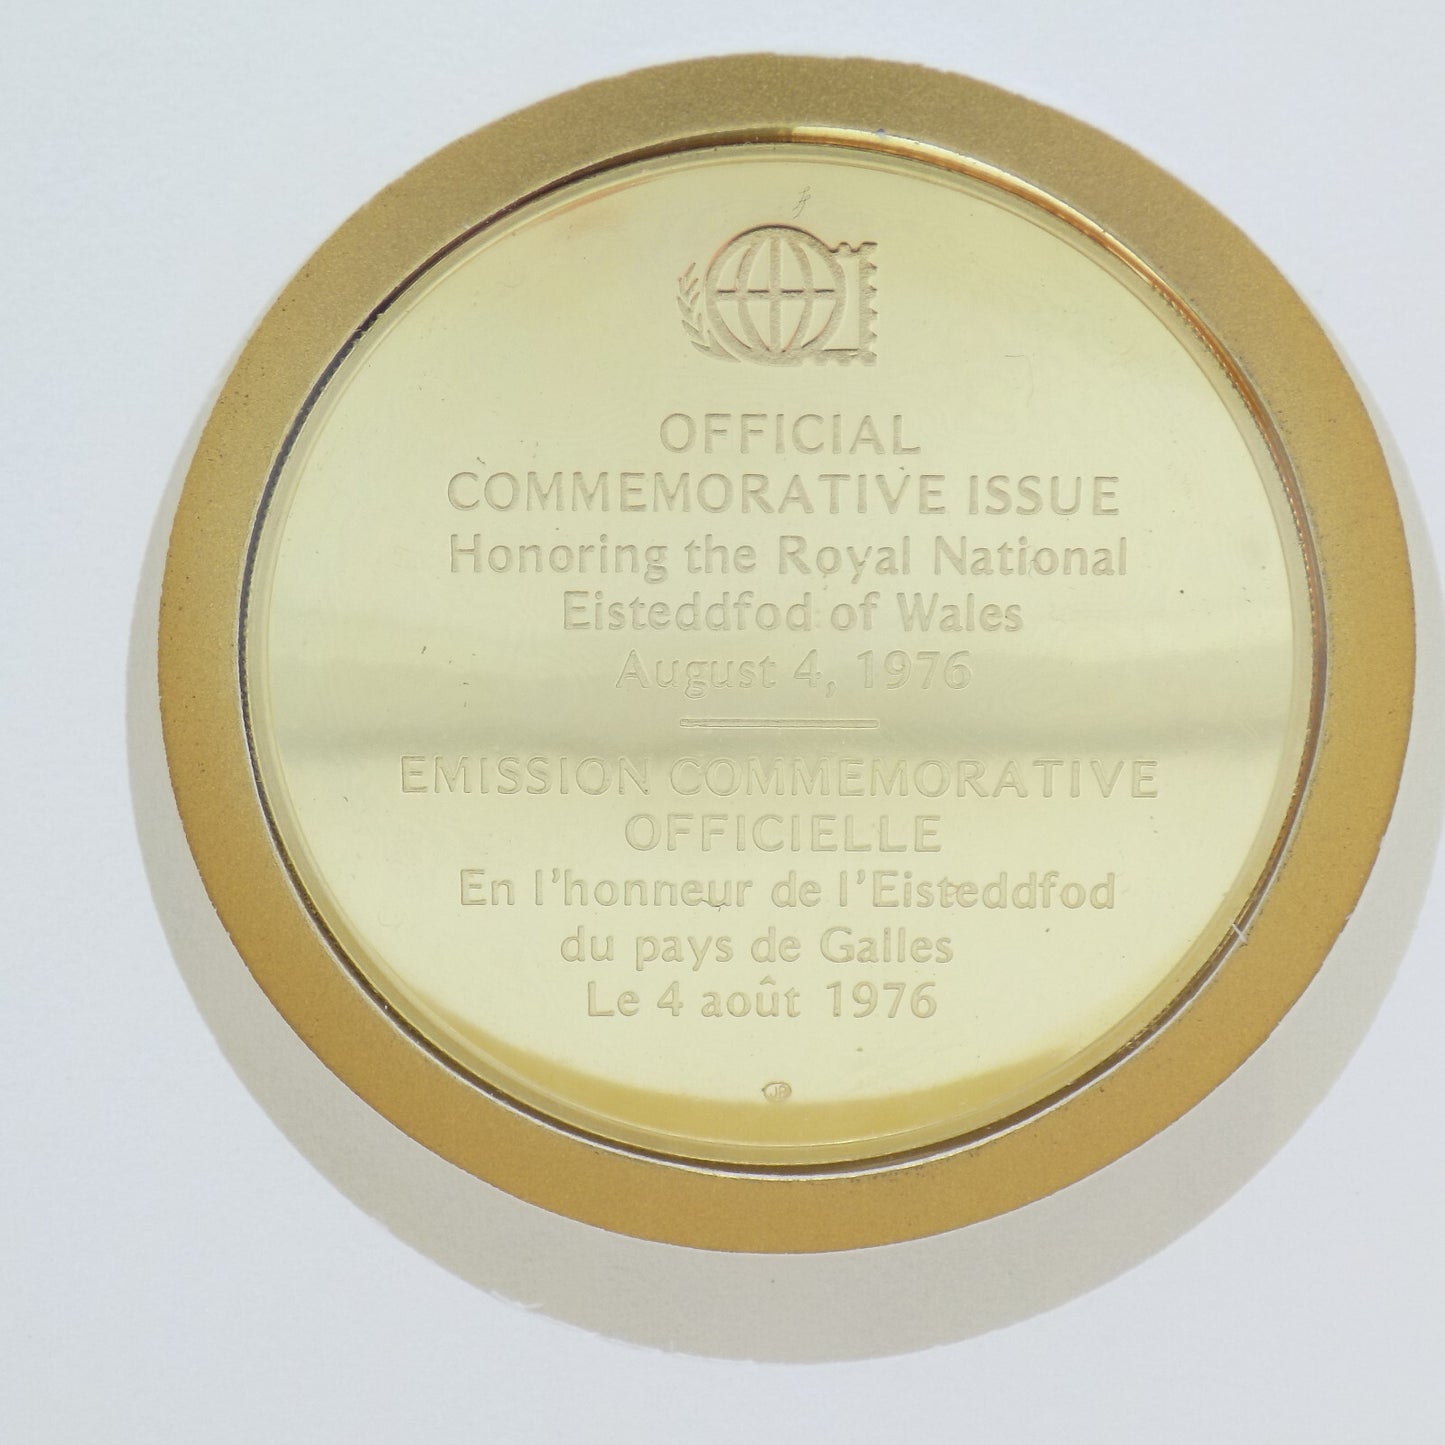 OFFICIAL
COMMEMORATIVE ISSUE
Honoring the Royal National
Eisteddfod of Wales
August 4, 1976
EMISSION COMMEMORATIVE
OFFICIELLE
En l'honneur de l'Eisteddfod
du pays de Galles
Le 4 août 1976
JP